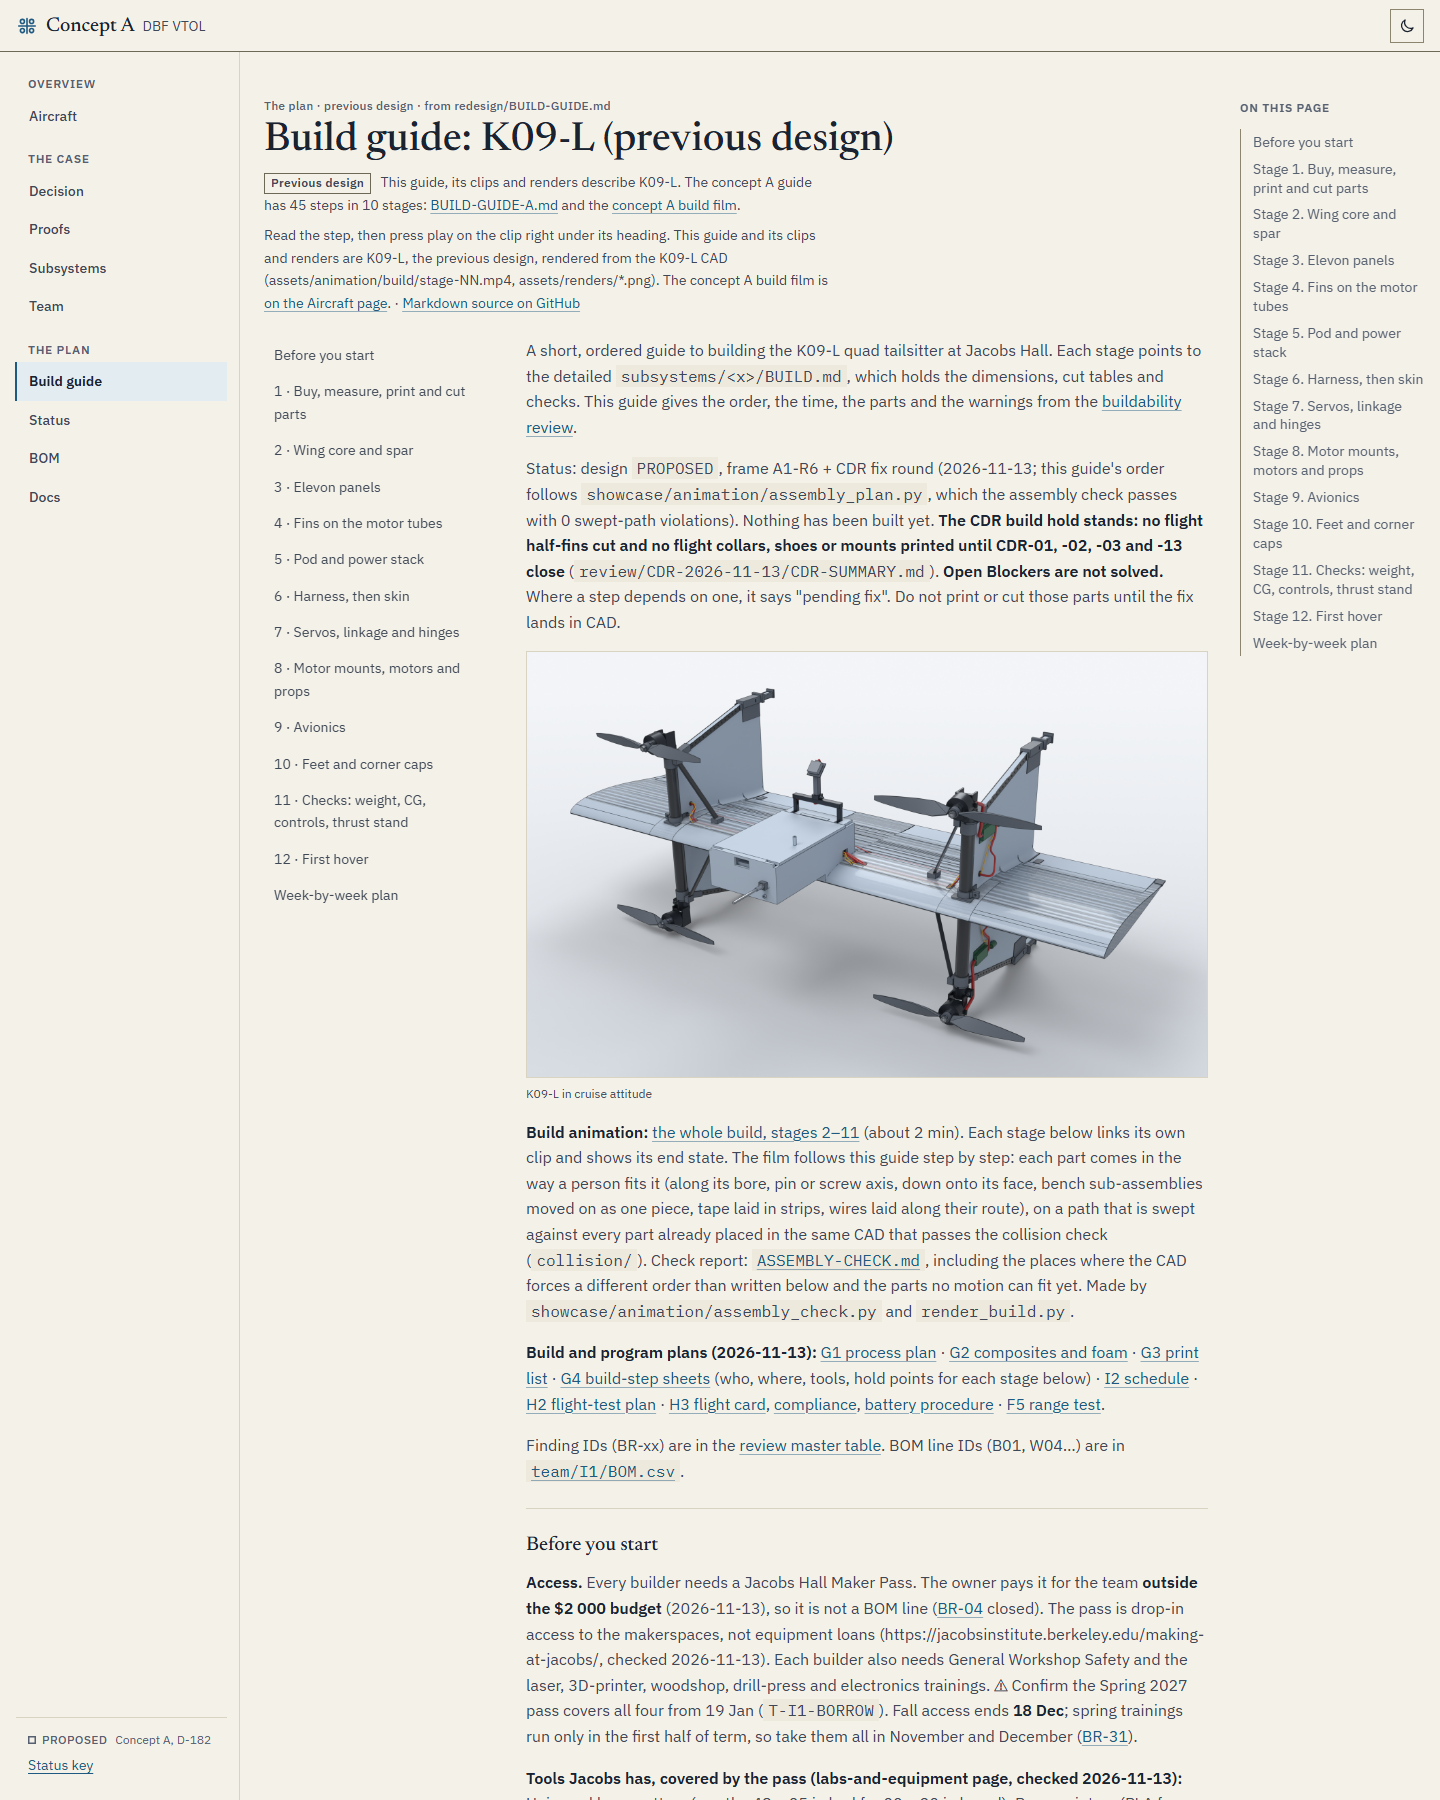 Concept A DBF VTOL
OVERVIEW
Aircraft
THE CASE
Decision
Proofs
Subsystems
Team
THE PLAN
Build guide
Status
BOM
Docs
PROPOSED Concept A, D-182
Status key
The plan · previous design · from redesign/BUILD-GUIDE.md
Build guide: K09-L (previous design)
Previous design This guide, its clips and renders describe K09-L. The concept A guide
has 45 steps in 10 stages: BUILD-GUIDE-A.md and the concept A build film.
Read the step, then press play on the clip right under its heading. This guide and its clips
and renders are K09-L, the previous design, rendered from the K09-L CAD
(assets/animation/build/stage-NN.mp4, assets/renders/*.png). The concept A build film is
on the Aircraft page. · Markdown source on GitHub
Before you start
1 · Buy, measure, print and cut
parts
2 · Wing core and spar
3 · Elevon panels
4 · Fins on the motor tubes
5 · Pod and power stack
6 · Harness, then skin
7 · Servos, linkage and hinges
8 · Motor mounts, motors and
props
9 · Avionics
10 · Feet and corner caps
11 · Checks: weight, CG,
controls, thrust stand
12 · First hover
Week-by-week plan
A short, ordered guide to building the K09-L quad tailsitter at Jacobs Hall. Each stage points to
the detailed subsystems/<x>/BUILD.md, which holds the dimensions, cut tables and
checks. This guide gives the order, the time, the parts and the warnings from the buildability
review.
Status: design PROPOSED, frame A1-R6 + CDR fix round (2026-11-13; this guide's order
follows showcase/animation/assembly_plan.py, which the assembly check passes
with 0 swept-path violations). Nothing has been built yet. The CDR build hold stands: no flight
half-fins cut and no flight collars, shoes or mounts printed until CDR-01, -02, -03 and -13
close (review/CDR-2026-11-13/CDR-SUMMARY.md). Open Blockers are not solved.
Where a step depends on one, it says "pending fix". Do not print or cut those parts until the fix
lands in CAD.
K09-L in cruise attitude
Build animation: the whole build, stages 2–11 (about 2 min). Each stage below links its own
clip and shows its end state. The film follows this guide step by step: each part comes in the
way a person fits it (along its bore, pin or screw axis, down onto its face, bench sub-assemblies
moved on as one piece, tape laid in strips, wires laid along their route), on a path that is swept
against every part already placed in the same CAD that passes the collision check
(collision/). Check report: ASSEMBLY-CHECK.md, including the places where the CAD
forces a different order than written below and the parts no motion can fit yet. Made by
showcase/animation/assembly_check.py and render_build.py.
Build and program plans (2026-11-13): G1 process plan · G2 composites and foam · G3 print
list · G4 build-step sheets (who, where, tools, hold points for each stage below) · I2 schedule ·
H2 flight-test plan · H3 flight card, compliance, battery procedure · F5 range test.
Finding IDs (BR-xx) are in the review master table. BOM line IDs (B01, W04…) are in
team/I1/BOM.csv.
Before you start
Access. Every builder needs a Jacobs Hall Maker Pass. The owner pays it for the team outside
the $2 000 budget (2026-11-13), so it is not a BOM line (BR-04 closed). The pass is drop-in
access to the makerspaces, not equipment loans (https://jacobsinstitute.berkeley.edu/making-
at-jacobs/, checked 2026-11-13). Each builder also needs General Workshop Safety and the
laser, 3D-printer, woodshop, drill-press and electronics trainings. ⚠ Confirm the Spring 2027
pass covers all four from 19 Jan (T-I1-BORROW). Fall access ends 18 Dec; spring trainings
run only in the first half of term, so take them all in November and December (BR-31).
Tools Jacobs has, covered by the pass (labs-and-equipment page, checked 2026-11-13):
ON THIS PAGE
Before you start
Stage 1. Buy, measure,
print and cut parts
Stage 2. Wing core and
spar
Stage 3. Elevon panels
Stage 4. Fins on the motor
tubes
Stage 5. Pod and power
stack
Stage 6. Harness, then skin
Stage 7. Servos, linkage
and hinges
Stage 8. Motor mounts,
motors and props
Stage 9. Avionics
Stage 10. Feet and corner
caps
Stage 11. Checks: weight,
CG, controls, thrust stand
Stage 12. First hover
Week-by-week plan